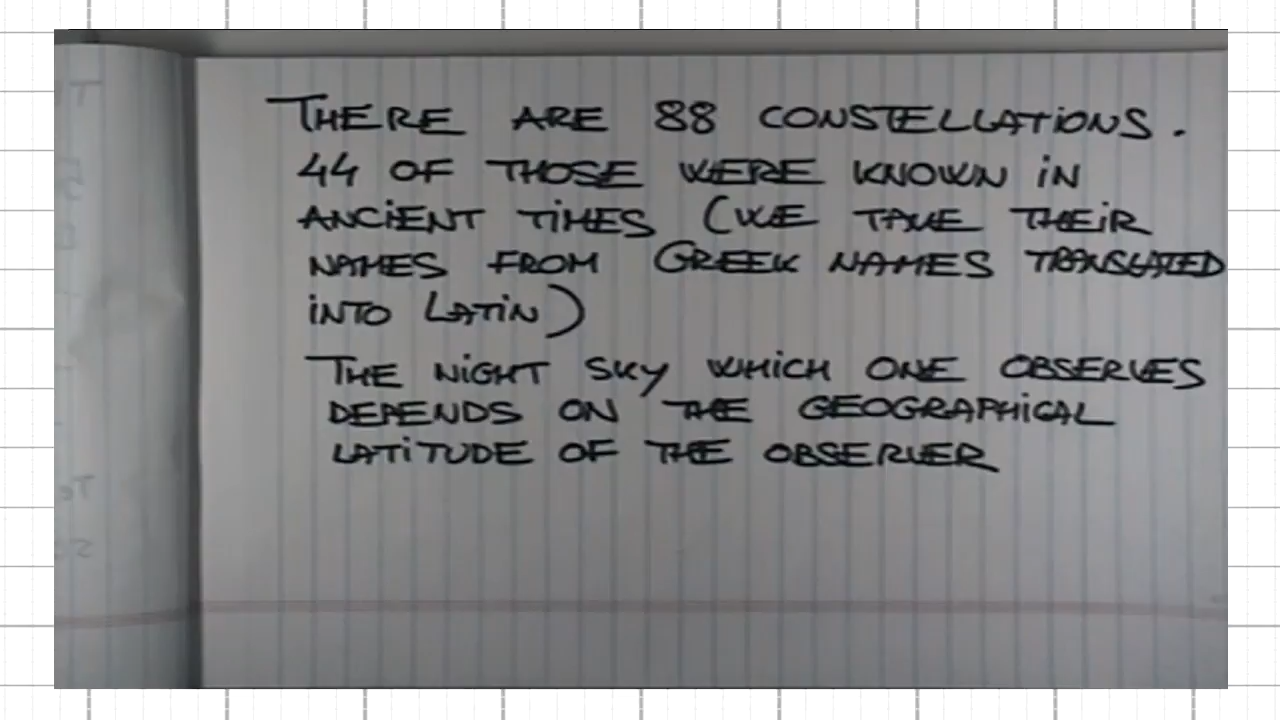 THERE ARE 88 CONSTELLATIONS.
44 OF THOSE WERE KNOWN IN
ANCIENT TIMES (WE TAKE THEIR
NAMES FROM GREEK NAMES TRANSLATED
INTO LATIN)
THE NIGHT SKY WHICH ONE OBSERVES
DEPENDS ON THE GEOGRAPHICAL
LATITUDE OF THE OBSERVER